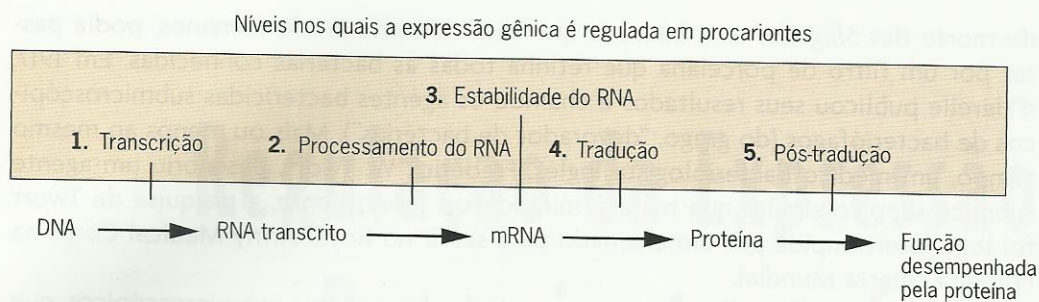 Níveis nos quais a expressão gênica é regulada em procariontes
3. Estabilidade do RNA
1. Transcrição 2. Processamento do RNA 4. Tradução 5. Pós-tradução
DNA RNA transcrito mRNA Proteína Função
desempenhada
pela proteína